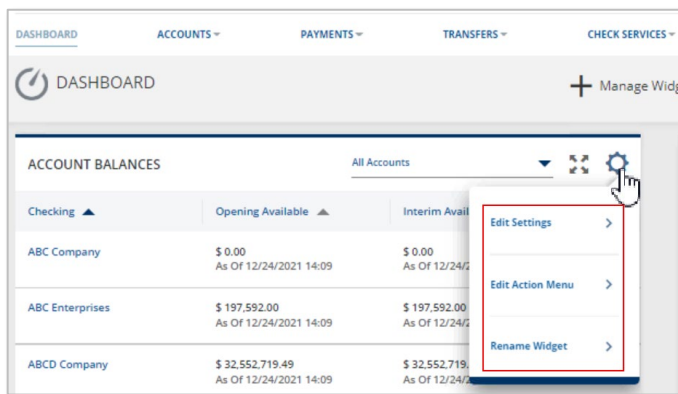 DASHBOARD ACCOUNTS PAYMENTS TRANSFERS CHECK SERVICES
DASHBOARD
Manage Widg
ACCOUNT BALANCES All Accounts
Checking Opening Available Interim Avail
Edit Settings
ABC Company $ 0.00 $ 0.00
As Of 12/24/2021 14:09 As Of 12/24/2
Edit Action Menu
ABC Enterprises $ 197,592.00 $ 197,592.00
As Of 12/24/2021 14:09 As Of 12/24/2
Rename Widget
ABCD Company $ 32,552,719.49 $ 32,552,719.
As Of 12/24/2021 14:09 As Of 12/24/2